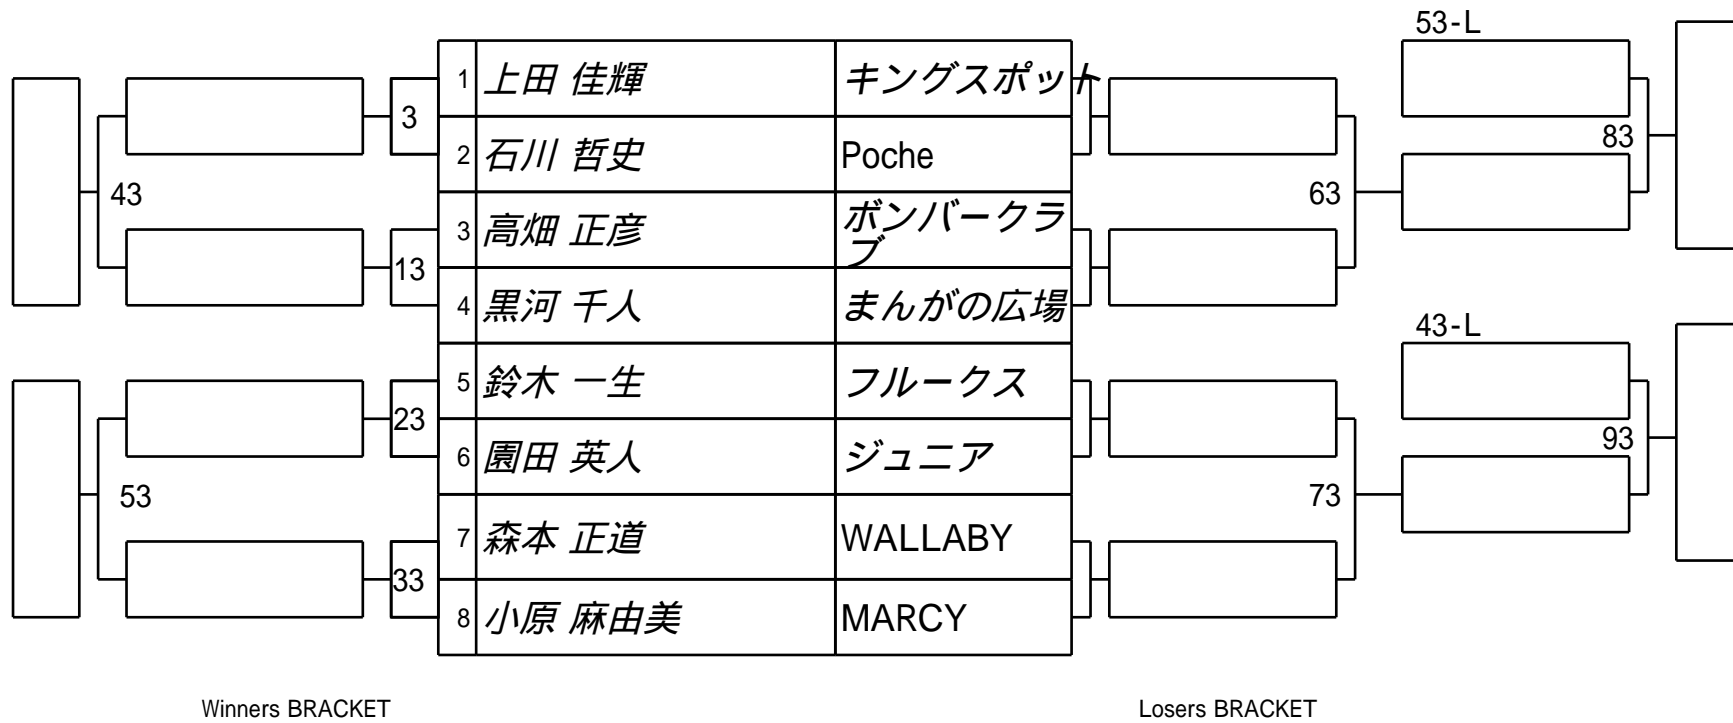 53-L
1 上田 佳輝 キングスポット
3
83
2 石川 哲史 Poche
43
63
3 高畑 正彦 ボンバークラ
ブ
13
4 黒河 千人 まんがの広場
43-L
5 鈴木 一生 フルークス
23
93
6 園田 英人 ジュニア
53
73
7 森本 正道 WALLABY
33
8 小原 麻由美 MARCY
Winners BRACKET
Losers BRACKET